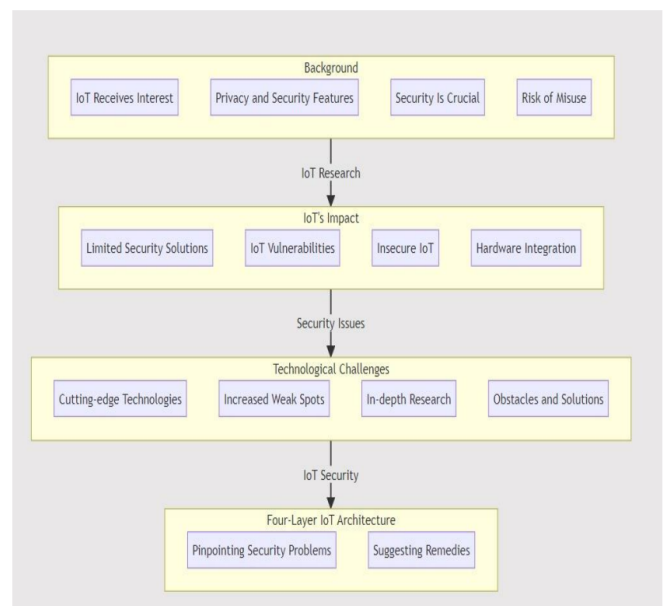 Background
IoT Receives Interest
Privacy and Security Features
Security Is Crucial
Risk of Misuse
IoT Research
IoT's Impact
Limited Security Solutions
IoT Vulnerabilities
Insecure IoT
Hardware Integration
Security Issues
Technological Challenges
Cutting-edge Technologies
Increased Weak Spots
In-depth Research
Obstacles and Solutions
IoT Security
Four-Layer IoT Architecture
Pinpointing Security Problems
Suggesting Remedies